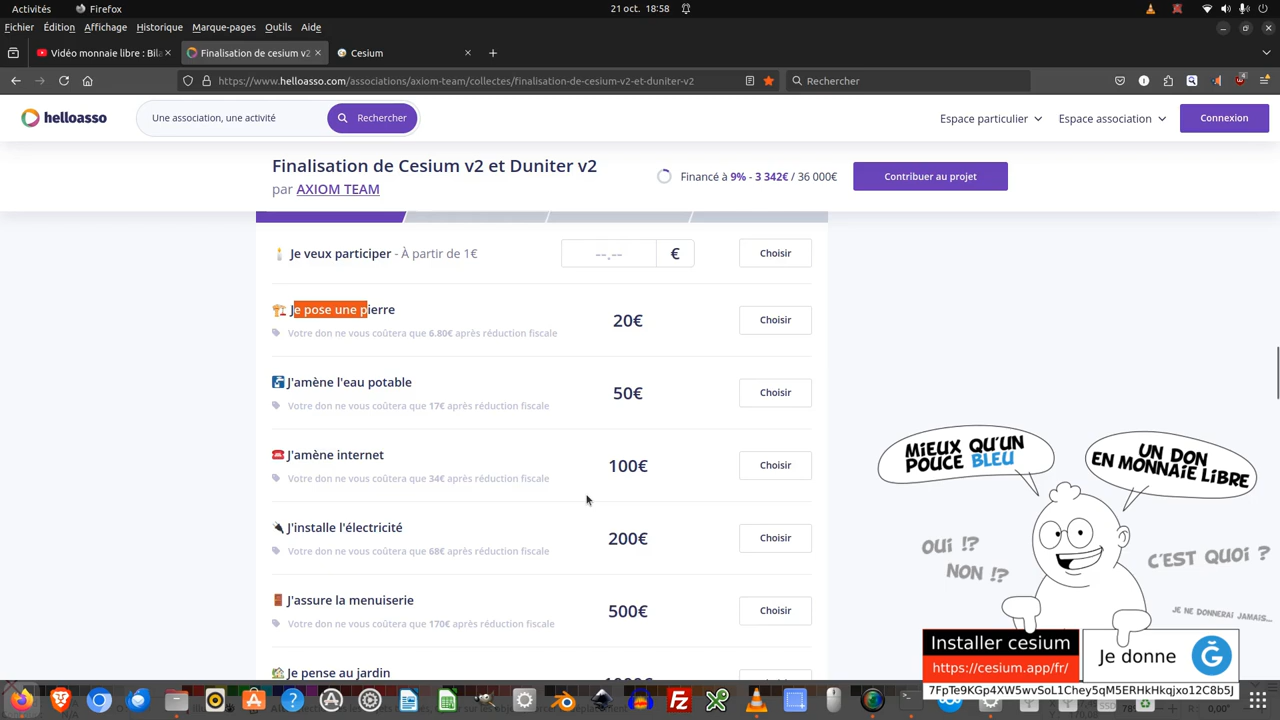 Activités
Firefox
21 oct. 18:58
Fichier Édition Affichage Historique Marque-pages Outils Aide
Vidéo monnaie libre : Bila
Finalisation de cesium v2
Cesium
https://www.helloasso.com/associations/axiom-team/collectes/finalisation-de-cesium-v2-et-duniter-v2
Rechercher
helloasso
Une association, une activité
Rechercher
Espace particulier
Espace association
Connexion
Finalisation de Cesium v2 et Duniter v2
par AXIOM TEAM
Financé à 9% - 3 342€ / 36 000€
Contribuer au projet
Je veux participer - À partir de 1€
--.--
€
Choisir
Je pose une pierre
Votre don ne vous coûtera que 6.80€ après réduction fiscale
20€
Choisir
J'amène l'eau potable
Votre don ne vous coûtera que 17€ après réduction fiscale
50€
Choisir
J'amène internet
Votre don ne vous coûtera que 34€ après réduction fiscale
100€
Choisir
J'installe l'électricité
Votre don ne vous coûtera que 68€ après réduction fiscale
200€
Choisir
J'assure la menuiserie
Votre don ne vous coûtera que 170€ après réduction fiscale
500€
Choisir
Je pense au jardin
MIEUX QU'UN
POUCE BLEU
UN DON
EN MONNAIE LIBRE
OUI !?
NON !?
C'EST QUOI ?
JE NE DONNERAI JAMAIS...
Installer cesium
https://cesium.app/fr/
Je donne
7FpTe9KGp4XW5wvSoL1Chey5qM5ERHkHkqjxo12C8b5J